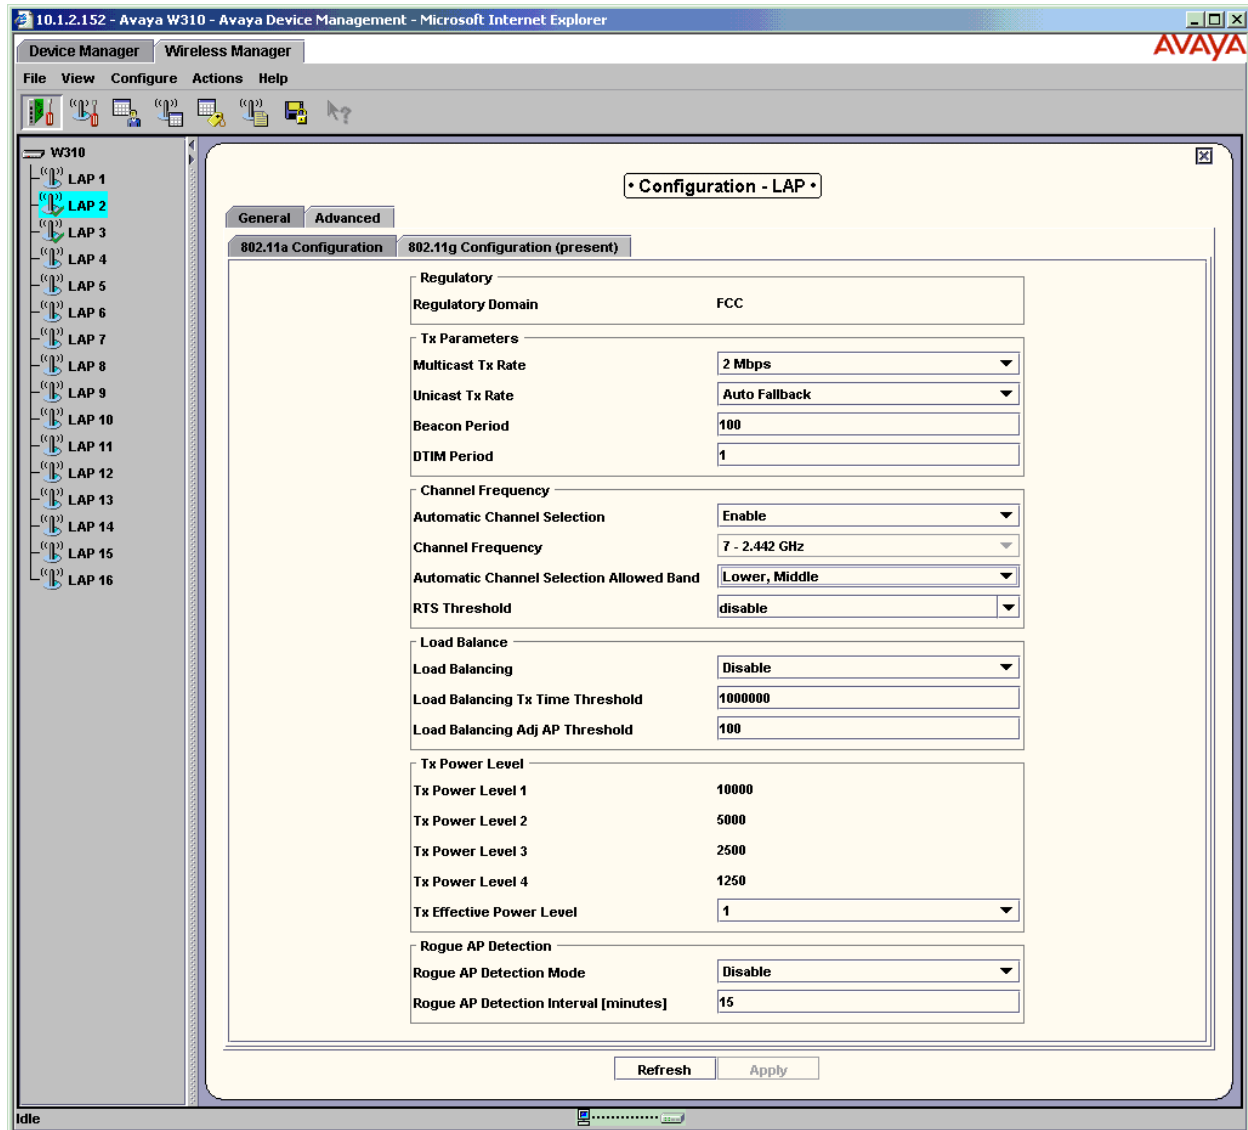 10.1.2.152 - Avaya W310 - Avaya Device Management - Microsoft Internet Explorer
Device Manager Wireless Manager
AVAYA
File View Configure Actions Help
W310
LAP 1
LAP 2
LAP 3
LAP 4
LAP 5
LAP 6
LAP 7
LAP 8
LAP 9
LAP 10
LAP 11
LAP 12
LAP 13
LAP 14
LAP 15
LAP 16
• Configuration - LAP •
General Advanced
802.11a Configuration 802.11g Configuration (present)
Regulatory
Regulatory Domain FCC
Tx Parameters
Multicast Tx Rate 2 Mbps
Unicast Tx Rate Auto Fallback
Beacon Period 100
DTIM Period 1
Channel Frequency
Automatic Channel Selection Enable
Channel Frequency 7 - 2.442 GHz
Automatic Channel Selection Allowed Band Lower, Middle
RTS Threshold disable
Load Balance
Load Balancing Disable
Load Balancing Tx Time Threshold 1000000
Load Balancing Adj AP Threshold 100
Tx Power Level
Tx Power Level 1 10000
Tx Power Level 2 5000
Tx Power Level 3 2500
Tx Power Level 4 1250
Tx Effective Power Level 1
Rogue AP Detection
Rogue AP Detection Mode Disable
Rogue AP Detection Interval [minutes] 15
Refresh Apply
Idle